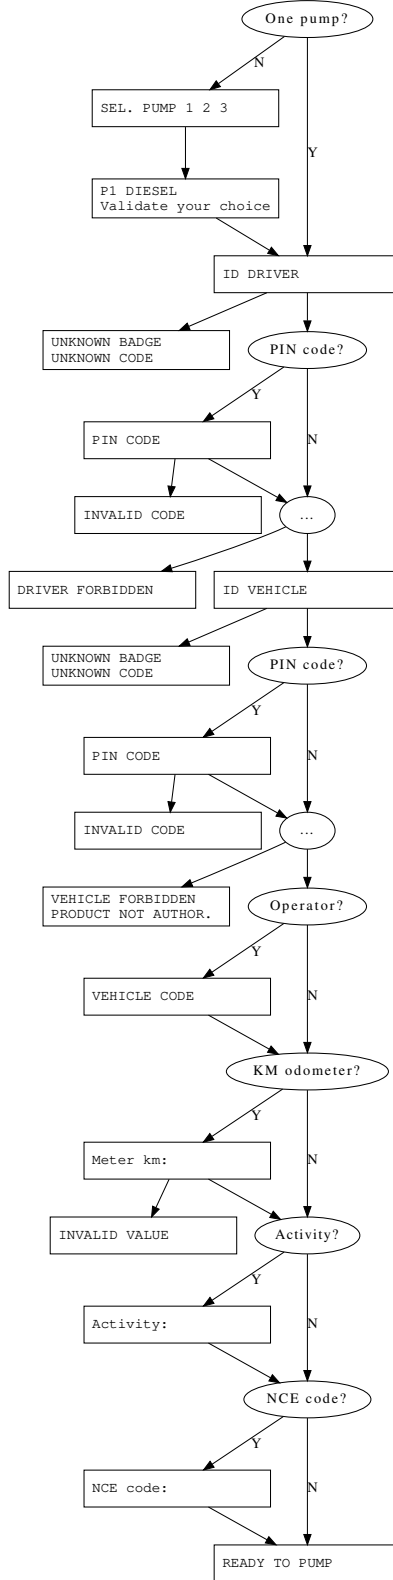 One pump?
N
SEL. PUMP 1 2 3
Y
P1 DIESEL
Validate your choice
ID DRIVER
UNKNOWN BADGE
UNKNOWN CODE
PIN code?
Y
PIN CODE
N
INVALID CODE
...
DRIVER FORBIDDEN
ID VEHICLE
UNKNOWN BADGE
UNKNOWN CODE
PIN code?
Y
PIN CODE
N
INVALID CODE
...
VEHICLE FORBIDDEN
PRODUCT NOT AUTHOR.
Operator?
Y
VEHICLE CODE
N
KM odometer?
Y
Meter km:
N
INVALID VALUE
Activity?
Y
Activity:
N
NCE code?
Y
NCE code:
N
READY TO PUMP